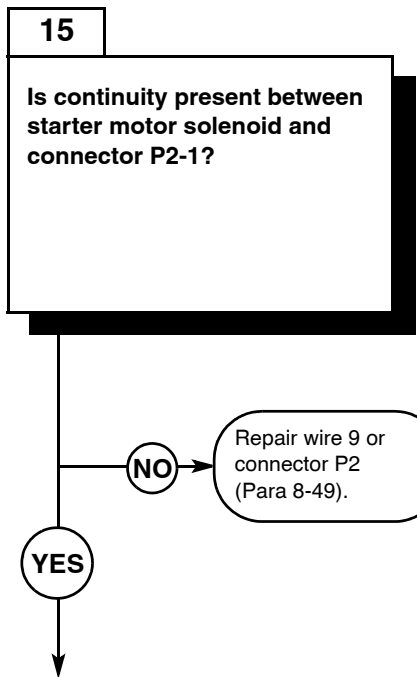 15
Is continuity present between
starter motor solenoid and
connector P2-1?
NO
Repair wire 9 or
connector P2
(Para 8-49).
YES